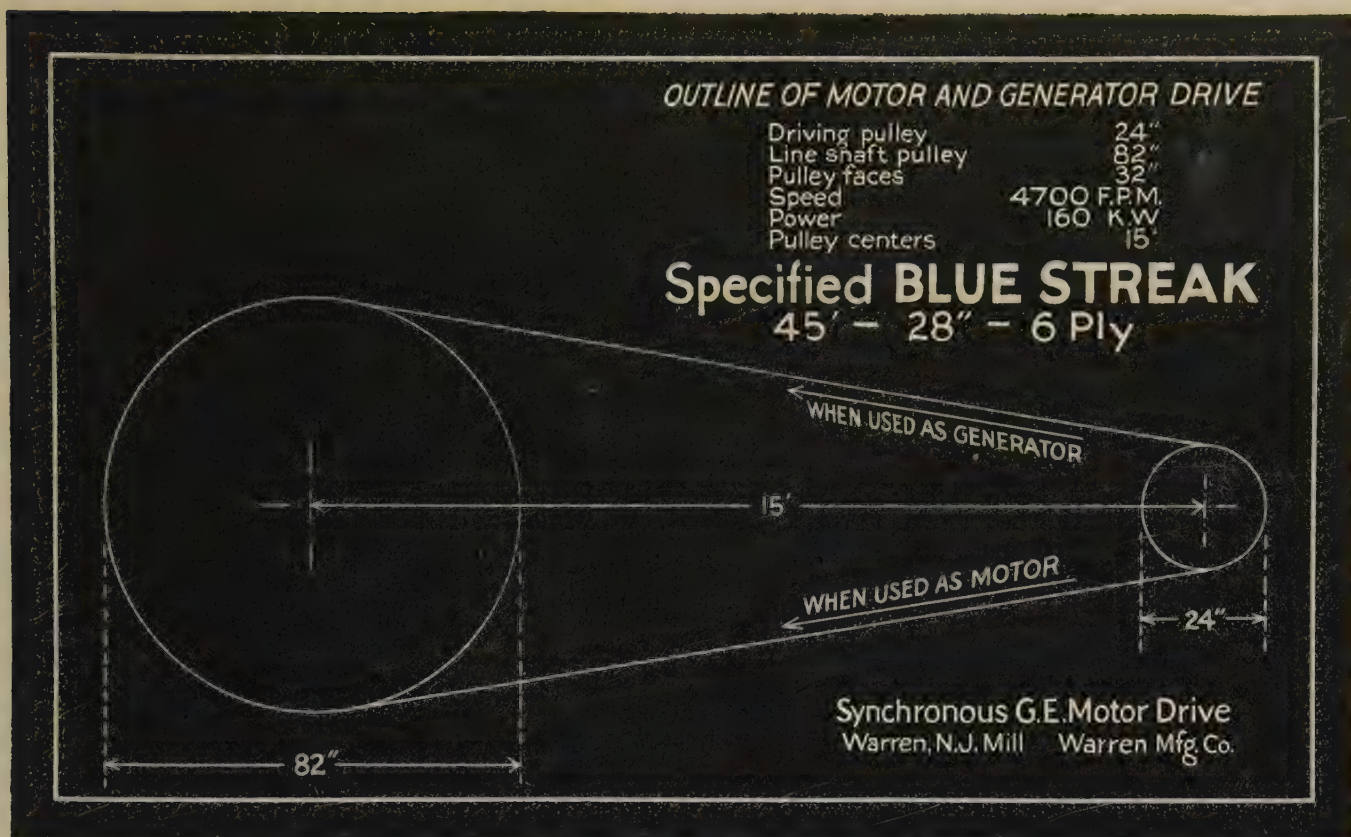 OUTLINE OF MOTOR AND GENERATOR DRIVE
Driving pulley 24"
Line shaft pulley 82"
Pulley faces 32"
Speed 4700 F.P.M.
Power 160 K.W
Pulley centers 15'
Specified BLUE STREAK
45' - 28" - 6 Ply
WHEN USED AS GENERATOR
15'
WHEN USED AS MOTOR
24"
82"
Synchronous G.E. Motor Drive
Warren, N.J. Mill Warren Mfg. Co.